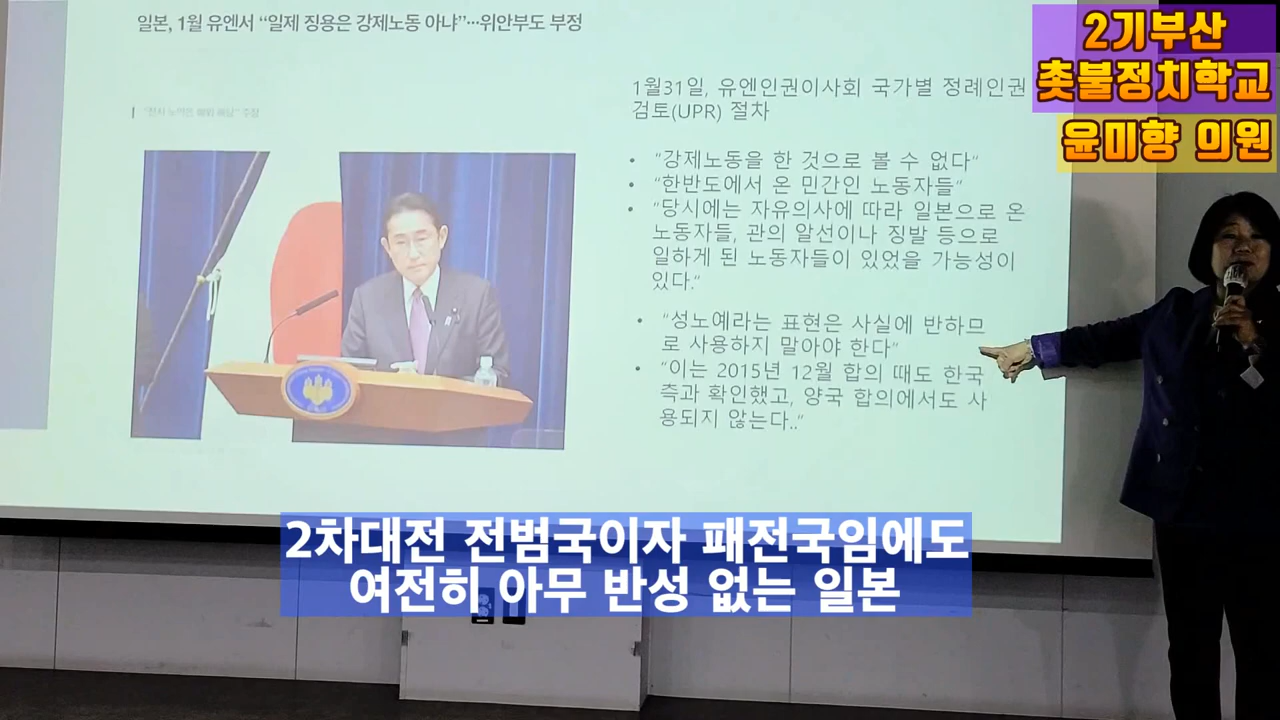 일본, 1월 유엔서 “일제 징용은 강제노동 아냐”…위안부도 부정
1월31일, 유엔인권이사회 국가별 정례인권
검토(UPR) 절차
• “강제노동을 한 것으로 볼 수 없다“
• “한반도에서 온 민간인 노동자들”
• “당시에는 자유의사에 따라 일본으로 온
노동자들, 관의 알선이나 징발 등으로
일하게 된 노동자들이 있었을 가능성이
있다.“
• “성노예라는 표현은 사실에 반하므
로 사용하지 말아야 한다”
• “이는 2015년 12월 합의 때도 한국
측과 확인했고, 양국 합의에서도 사
용되지 않는다..”
2기부산
촛불정치학교
윤미향 의원
2차대전 전범국이자 패전국임에도
여전히 아무 반성 없는 일본